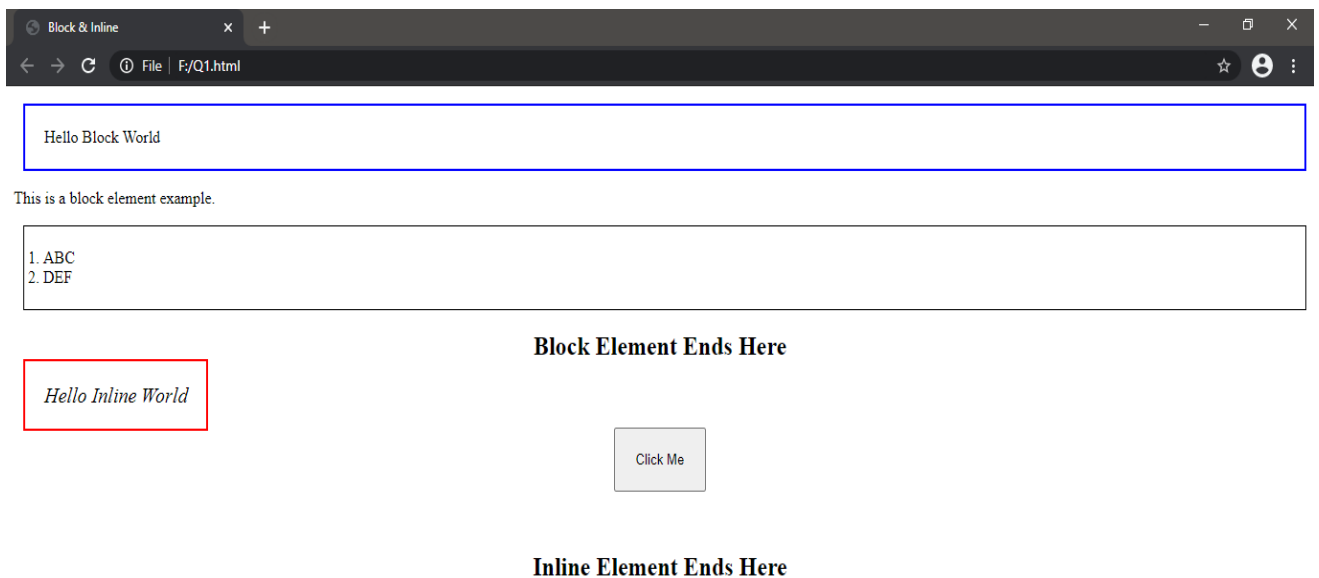 Block & Inline
File | F:/Q1.html
Hello Block World
This is a block element example.
1. ABC
2. DEF
Block Element Ends Here
Hello Inline World
Click Me
Inline Element Ends Here